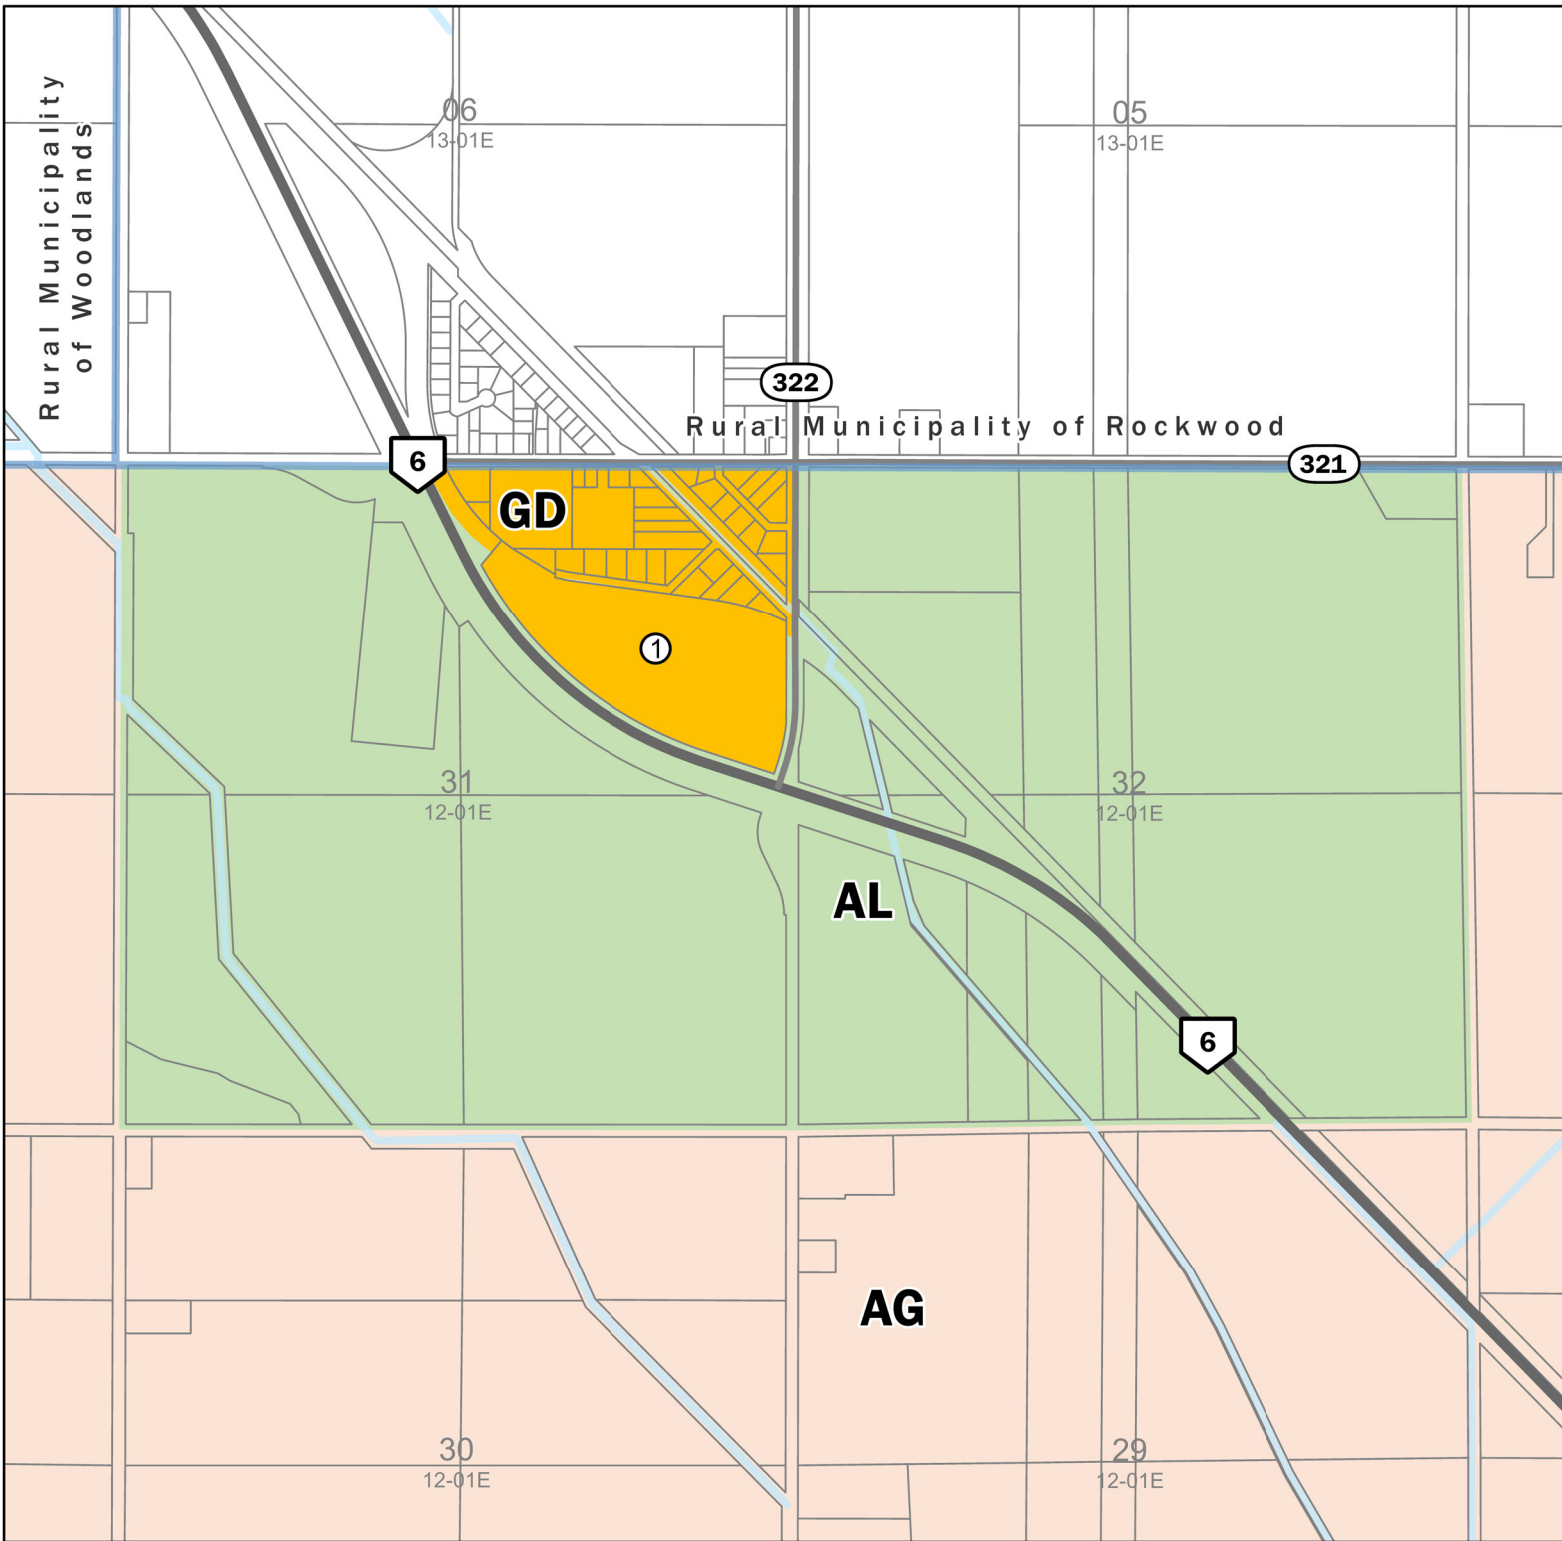 Rural Municipality
of Woodlands
06
13-01E
05
13-01E
322
Rural Municipality of Rockwood
6
321
GD
1
31
12-01E
32
12-01E
AL
6
AG
30
12-01E
29
12-01E